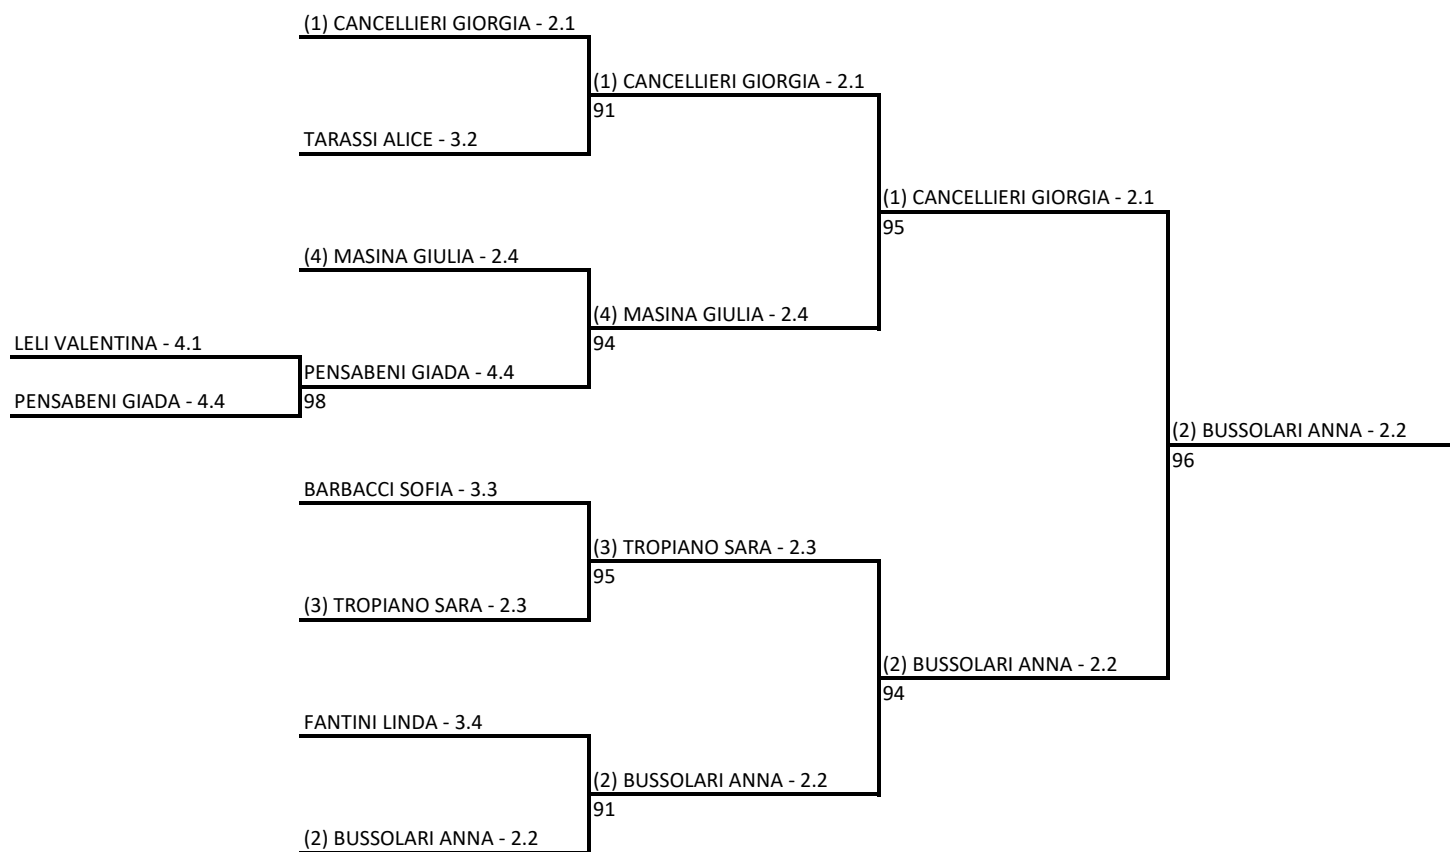 (1) CANCELLIERI GIORGIA - 2.1
(1) CANCELLIERI GIORGIA - 2.1
91
TARASSI ALICE - 3.2
(1) CANCELLIERI GIORGIA - 2.1
95
(4) MASINA GIULIA - 2.4
(4) MASINA GIULIA - 2.4
94
LELI VALENTINA - 4.1
PENSABENI GIADA - 4.4
PENSABENI GIADA - 4.4
98
(2) BUSSOLARI ANNA - 2.2
96
BARBACCI SOFIA - 3.3
(3) TROPIANO SARA - 2.3
95
(3) TROPIANO SARA - 2.3
(2) BUSSOLARI ANNA - 2.2
94
FANTINI LINDA - 3.4
(2) BUSSOLARI ANNA - 2.2
91
(2) BUSSOLARI ANNA - 2.2